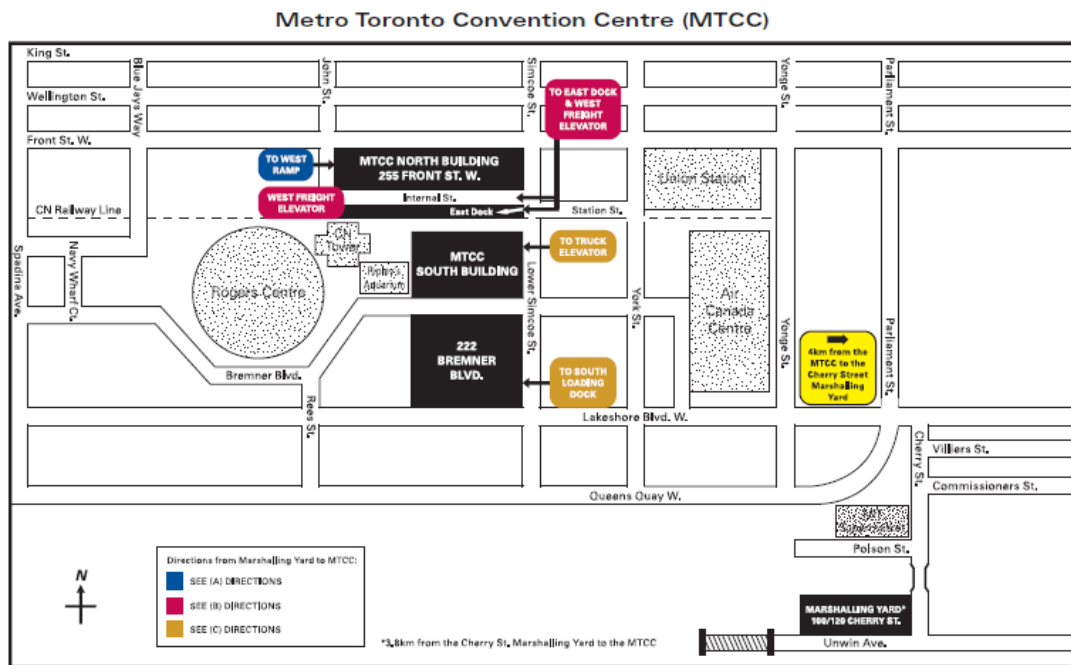 Metro Toronto Convention Centre (MTCC)
King St.
Blue Jays Way
John St.
Simcoe St.
Yonge St.
Parliament St.
Wellington St.
TO EAST DOCK
& WEST
FREIGHT
ELEVATOR
Front St. W.
TO WEST
RAMP
MTCC NORTH BUILDING
255 FRONT ST. W.
Union Station
WEST FREIGHT
ELEVATOR
Internal St.
East Dock
Station St.
CN Railway Line
CN
Tower
MTCC
SOUTH BUILDING
TO TRUCK
ELEVATOR
Spadina Ave.
Navy Wharf Ct.
Rogers Centre
Ripley's
Aquarium
Lower Simcoe St.
York St.
Air
Canada
Centre
Yonge St.
Parliament St.
4km from the
MTCC to the
Cherry Street
Marshalling
Yard
222
BREMNER
BLVD.
TO SOUTH
LOADING
DOCK
Bremner Blvd.
Rees St.
Lakeshore Blvd. W.
Cherry St.
Villiers St.
Commissioners St.
Queens Quay W.
Polson St.
Directions from Marshalling Yard to MTCC:
SEE (A) DIRECTIONS
SEE (B) DIRECTIONS
SEE (C) DIRECTIONS
N
MARSHALLING YARD*
100/120 CHERRY ST.
*3.8km from the Cherry St. Marshalling Yard to the MTCC
Unwin Ave.